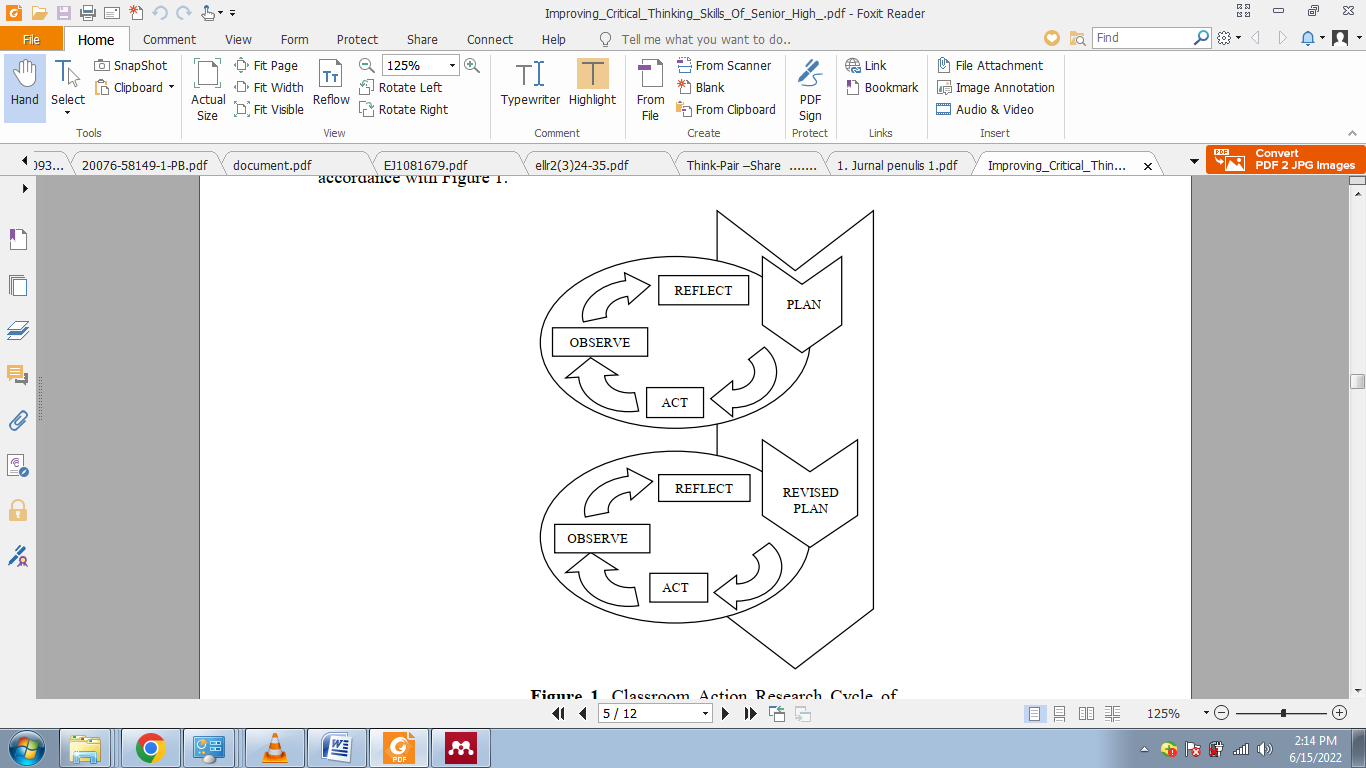 Improving_Critical_Thinking_Skills_Of_Senior_High_.pdf - Foxit Reader
File Home Comment View Form Protect Share Connect Help Tell me what you want to do.. Find
Hand
Select
SnapShot
Clipboard
Tools
Actual
Size
Fit Page
Fit Width
Fit Visible
Reflow
125%
Rotate Left
Rotate Right
View
Typewriter
Highlight
Comment
From
File
From Scanner
Blank
From Clipboard
Create
PDF
Sign
Protect
Link
Bookmark
Links
File Attachment
Image Annotation
Audio & Video
Insert
093... 20076-58149-1-PB.pdf document.pdf EJ1081679.pdf ellr2(3)24-35.pdf Think-Pair –Share ....... 1. Jurnal penulis 1.pdf Improving_Critical_Thin...
Convert
PDF 2 JPG Images
accordance with Figure 1.
REFLECT
PLAN
OBSERVE
ACT
REFLECT
REVISED
PLAN
OBSERVE
ACT
Figure 1. Classroom Action Research Cycle of
5 / 12
125%
2:14 PM
6/15/2022